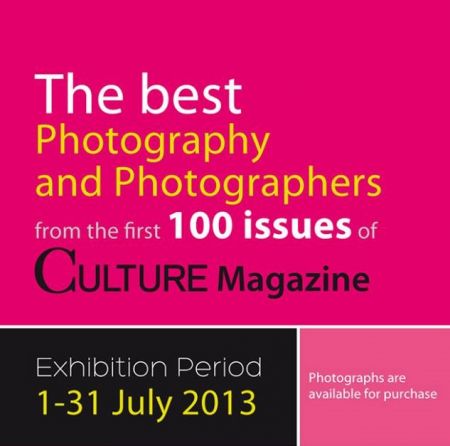 The best
Photography
and Photographers
from the first 100 issues of
CULTURE Magazine
Exhibition Period
1-31 July 2013
Photographs are
available for purchase